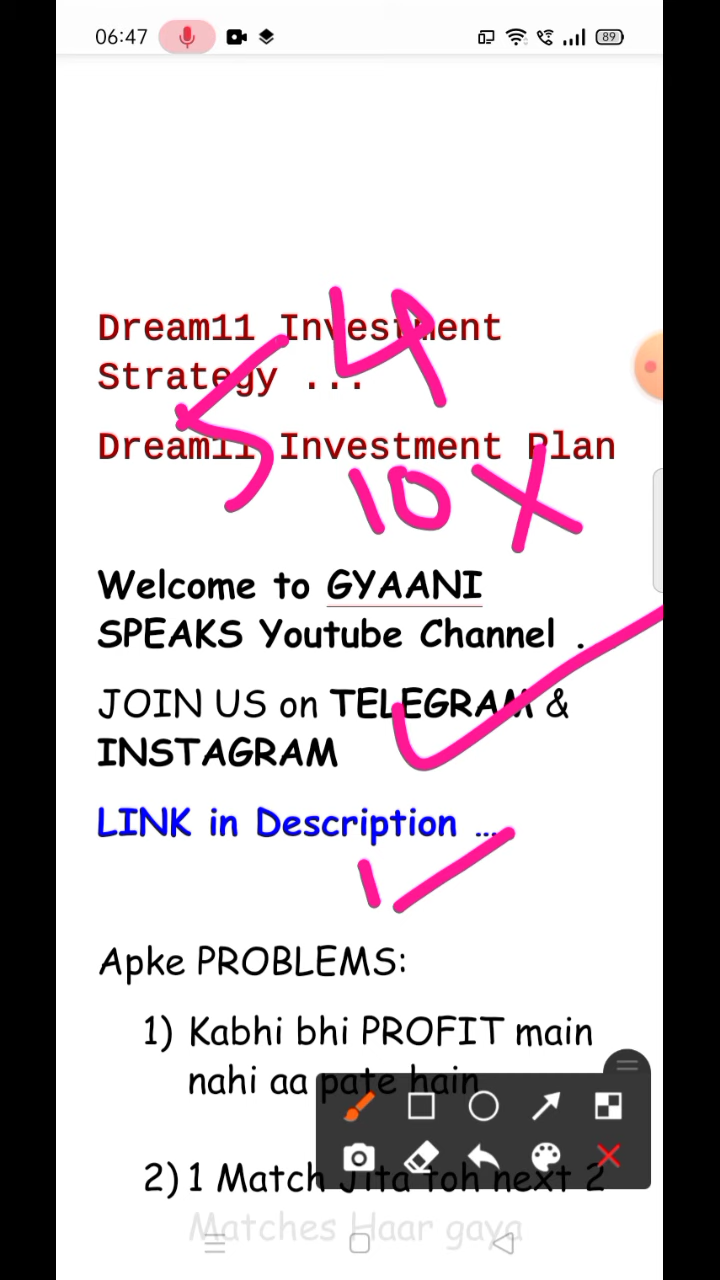 06:47
89
Dream11 Investment
Strategy ...
Dream11 Investment Plan
5 4
10 X
Welcome to GYAANI
SPEAKS Youtube Channel .
JOIN US on TELEGRAM &
INSTAGRAM
LINK in Description ...
Apke PROBLEMS:
1) Kabhi bhi PROFIT main
nahi aa pate hain
2) 1 Match Jita toh next 2
Matches Haar gaya